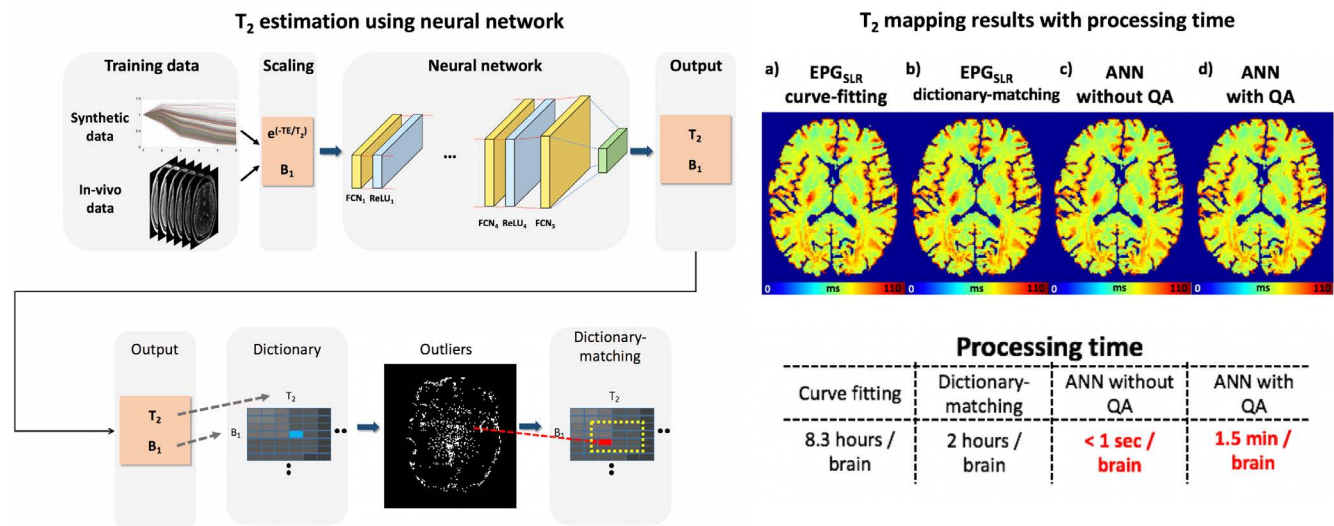 T2 estimation using neural network
Training data
Synthetic
data
In-vivo
data
Scaling
e(-TE/T2)
B1
Neural network
FCN1 ReLU1
...
FCN4 ReLU4 FCN5
Output
T2
B1
Output
T2
B1
Dictionary
T2
B1
Outliers
Dictionary-
matching
T2
B1
T2 mapping results with processing time
a) EPGSLR
curve-fitting
b) EPGSLR
dictionary-matching
c) ANN
without QA
d) ANN
with QA
0 ms 110
0 ms 110
0 ms 110
0 ms 110
Processing time
Curve fitting
Dictionary-
matching
ANN without
QA
ANN with
QA
8.3 hours /
brain
2 hours /
brain
< 1 sec /
brain
1.5 min /
brain